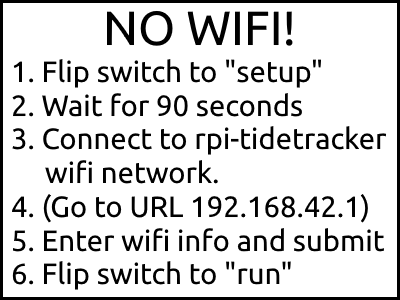 NO WIFI!
1. Flip switch to "setup"
2. Wait for 90 seconds
3. Connect to rpi-tidetracker
wifi network.
4. (Go to URL 192.168.42.1)
5. Enter wifi info and submit
6. Flip switch to "run"